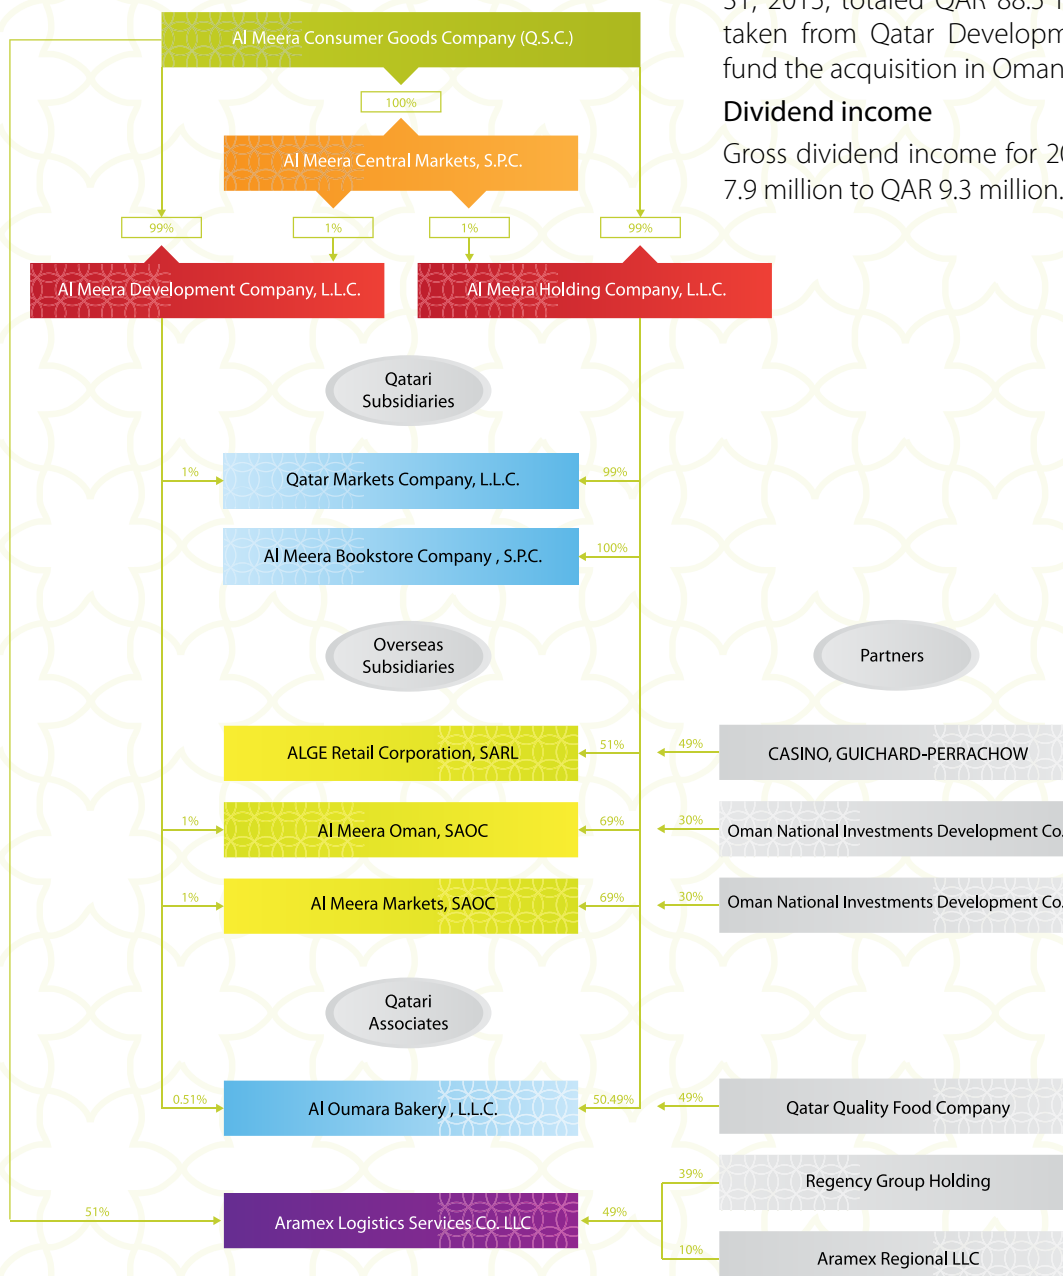 31, 2015, totaled QAR 88.5
taken from Qatar Developm
fund the acquisition in Oman
Dividend income
Gross dividend income for 20
7.9 million to QAR 9.3 million.
Al Meera Consumer Goods Company (Q.S.C.)
100%
Al Meera Central Markets, S.P.C.
99%
1%
1%
99%
Al Meera Development Company, L.L.C.
Al Meera Holding Company, L.L.C.
Qatari
Subsidiaries
1%
Qatar Markets Company, L.L.C.
99%
Al Meera Bookstore Company , S.P.C.
100%
Overseas
Subsidiaries
Partners
ALGE Retail Corporation, SARL
51%
49%
CASINO, GUICHARD-PERRACHOW
1%
Al Meera Oman, SAOC
69%
30%
Oman National Investments Development Co.
1%
Al Meera Markets, SAOC
69%
30%
Oman National Investments Development Co.
Qatari
Associates
0.51%
Al Oumara Bakery , L.L.C.
50.49%
49%
Qatar Quality Food Company
39%
Regency Group Holding
51%
Aramex Logistics Services Co. LLC
49%
10%
Aramex Regional LLC